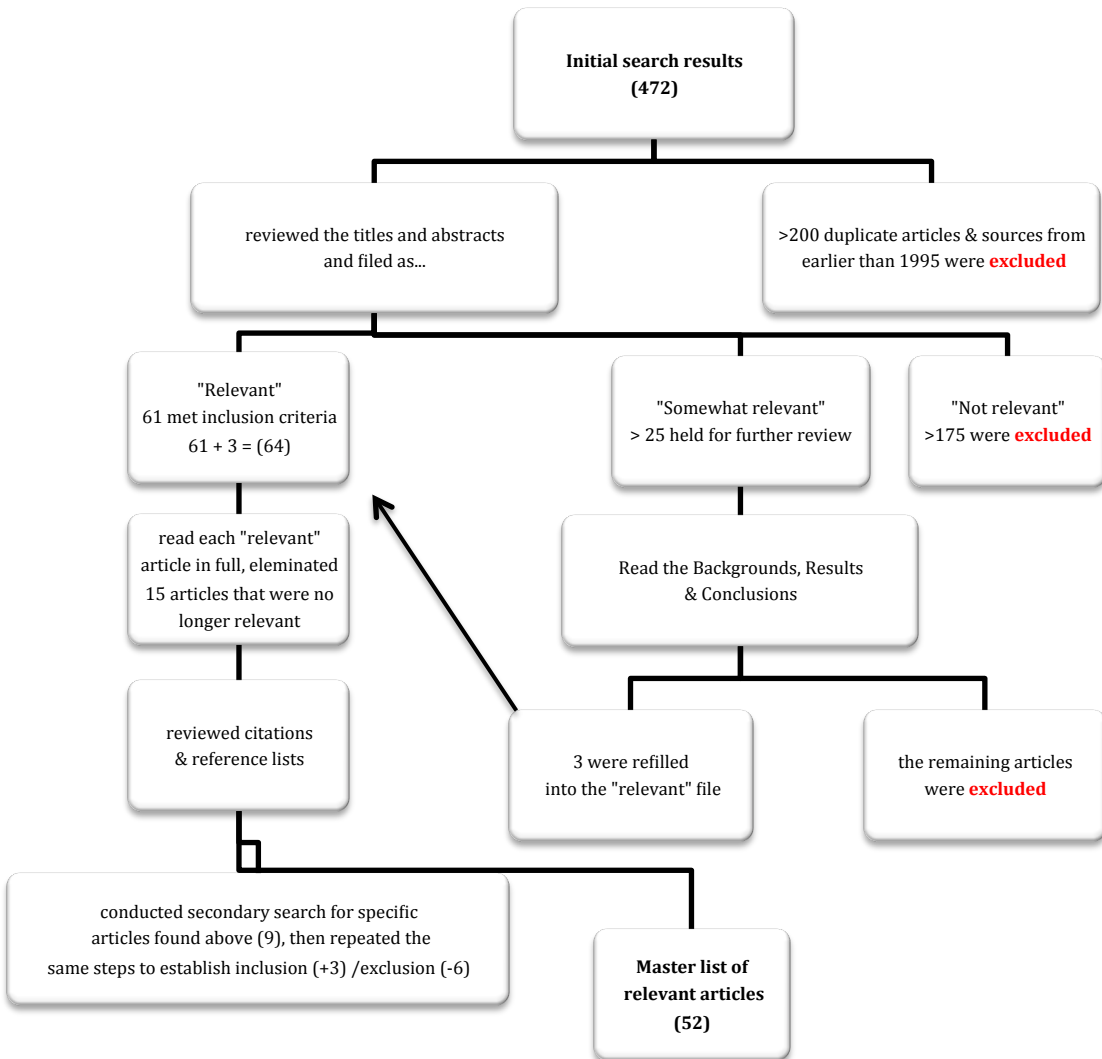 Initial search results
(472)
reviewed the titles and abstracts
and filed as...
>200 duplicate articles & sources from
earlier than 1995 were excluded
"Relevant"
61 met inclusion criteria
61 + 3 = (64)
"Somewhat relevant"
> 25 held for further review
"Not relevant"
>175 were excluded
read each "relevant"
article in full, eleminated
15 articles that were no
longer relevant
Read the Backgrounds, Results
& Conclusions
reviewed citations
& reference lists
3 were refilled
into the "relevant" file
the remaining articles
were excluded
conducted secondary search for specific
articles found above (9), then repeated the
same steps to establish inclusion (+3) /exclusion (-6)
Master list of
relevant articles
(52)